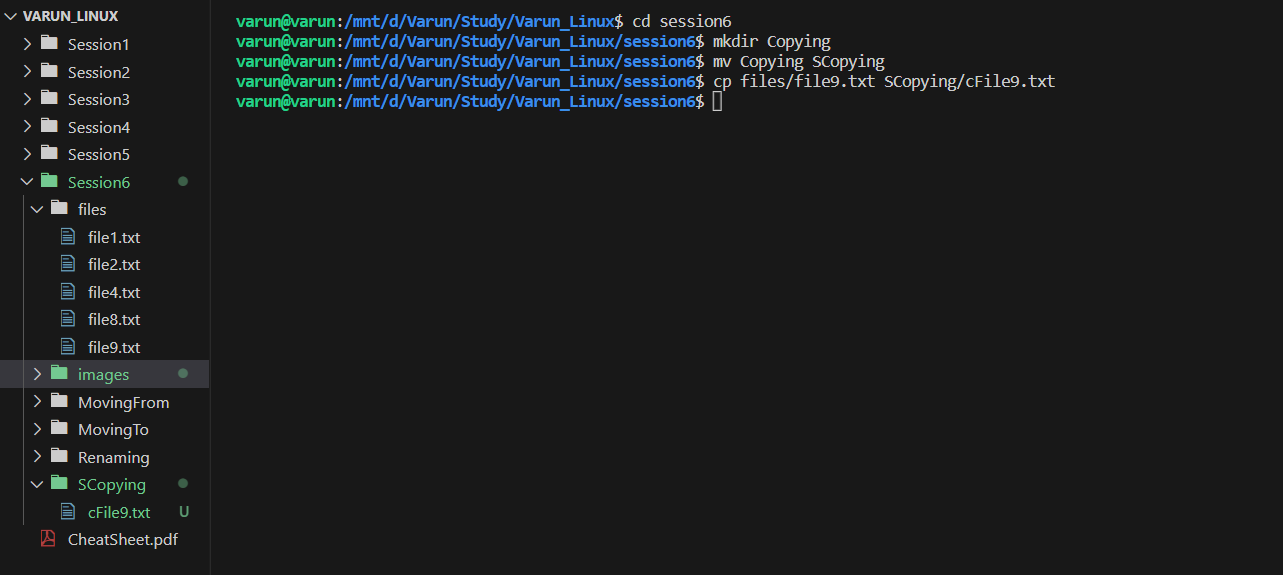 VARUN_LINUX
Session1
Session2
Session3
Session4
Session5
Session6
files
file1.txt
file2.txt
file4.txt
file8.txt
file9.txt
images
MovingFrom
MovingTo
Renaming
SCopying
cFile9.txt U
CheatSheet.pdf
varun@varun:/mnt/d/Varun/Study/Varun_Linux$ cd session6
varun@varun:/mnt/d/Varun/Study/Varun_Linux/session6$ mkdir Copying
varun@varun:/mnt/d/Varun/Study/Varun_Linux/session6$ mv Copying SCopying
varun@varun:/mnt/d/Varun/Study/Varun_Linux/session6$ cp files/file9.txt SCopying/cFile9.txt
varun@varun:/mnt/d/Varun/Study/Varun_Linux/session6$